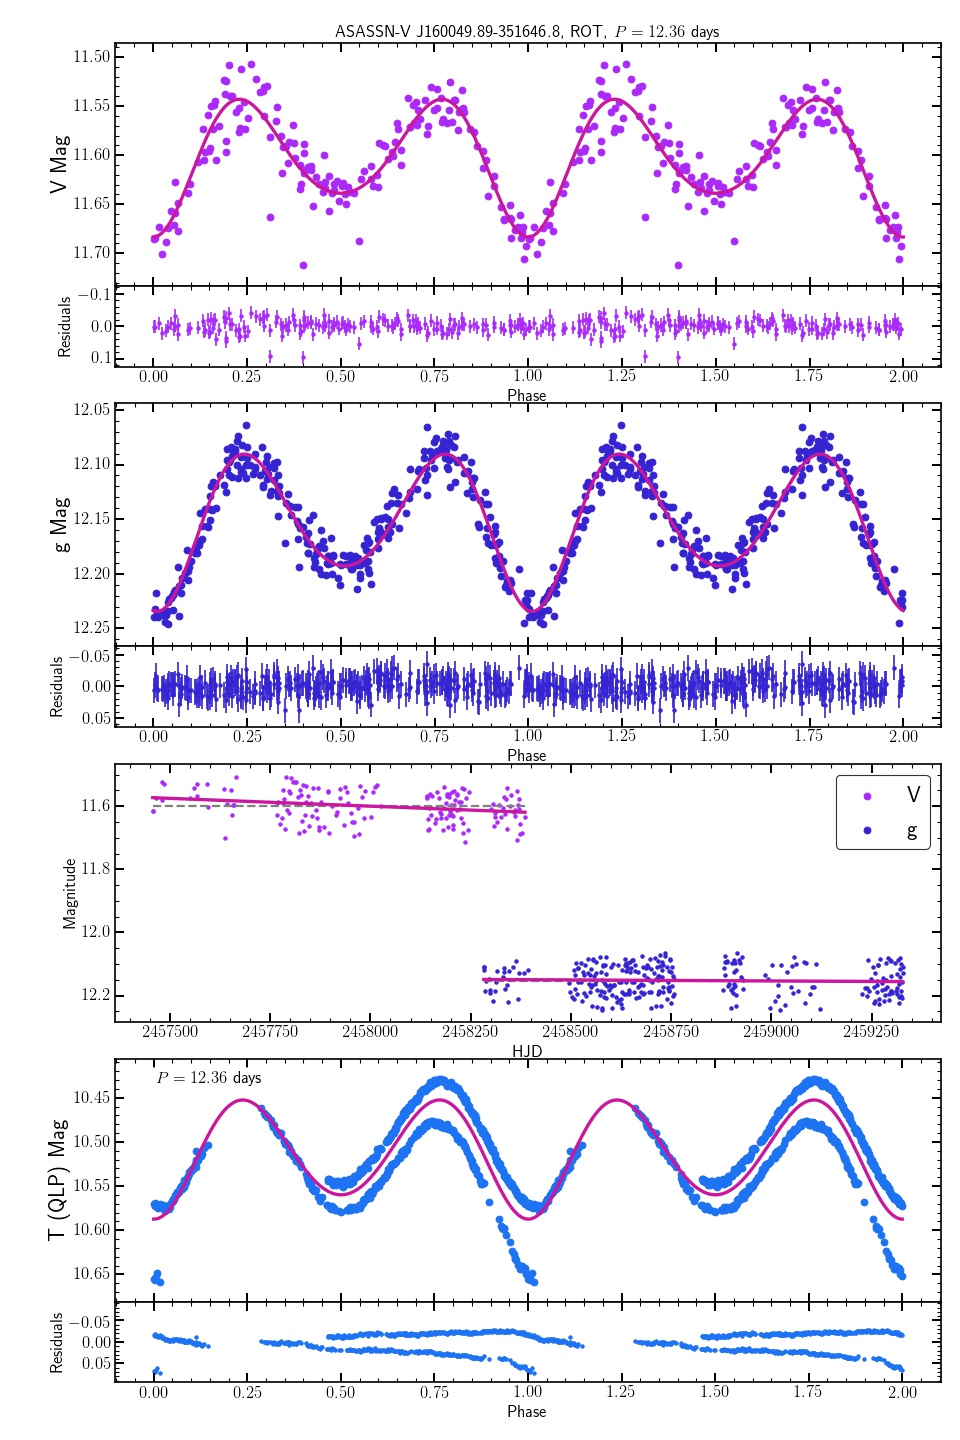 ASASSN-V J160049.89-351646.8, ROT, P = 12.36 days
V Mag
11.50
11.55
11.60
11.65
11.70
Residuals
−0.1
0.0
0.1
0.00 0.25 0.50 0.75 1.00 1.25 1.50 1.75 2.00
Phase
g Mag
12.05
12.10
12.15
12.20
12.25
Residuals
−0.05
0.00
0.05
0.00 0.25 0.50 0.75 1.00 1.25 1.50 1.75 2.00
Phase
Magnitude
11.6
11.8
12.0
12.2
V
g
2457500 2457750 2458000 2458250 2458500 2458750 2459000 2459250
HJD
P = 12.36 days
T (QLP) Mag
10.45
10.50
10.55
10.60
10.65
Residuals
−0.05
0.00
0.05
0.00 0.25 0.50 0.75 1.00 1.25 1.50 1.75 2.00
Phase